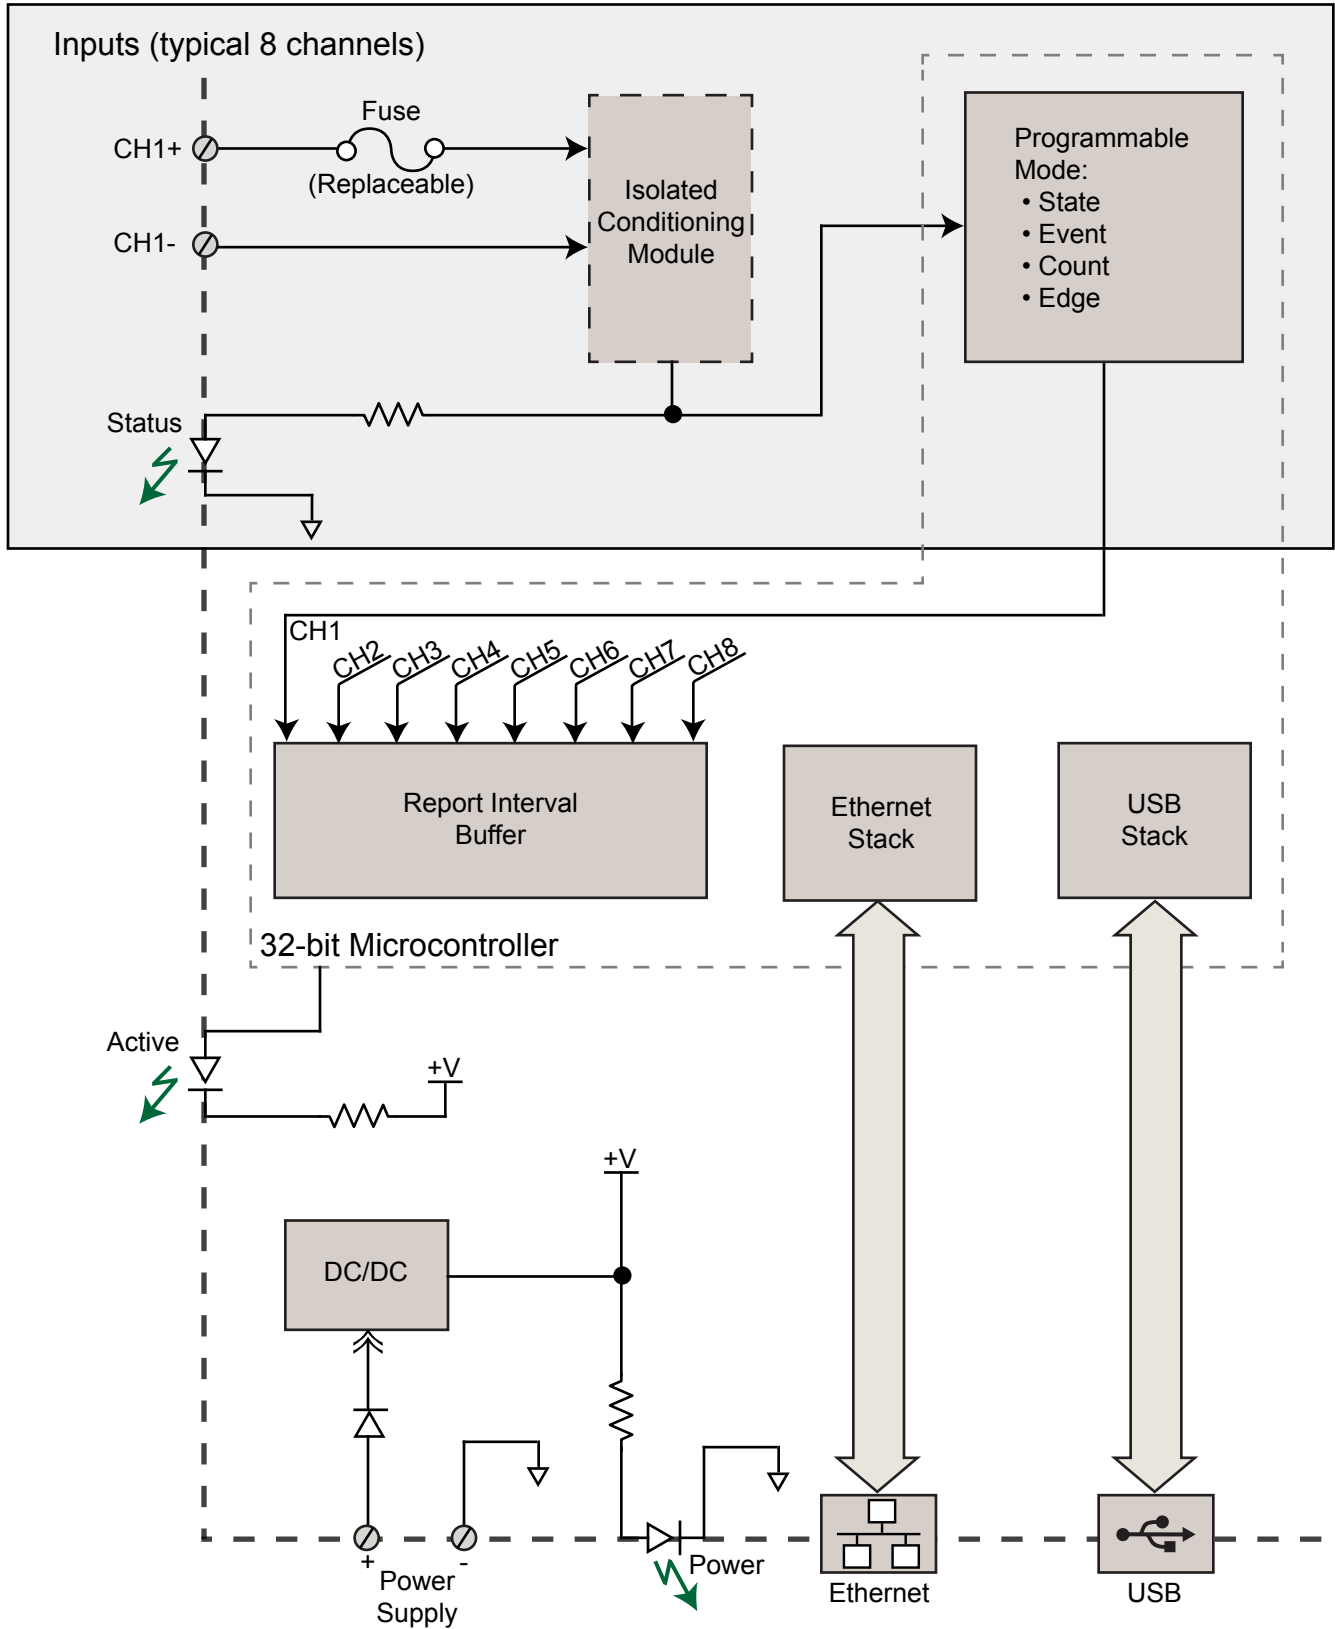 Inputs (typical 8 channels)
Fuse
CH1+
(Replaceable)
CH1-
Isolated
Conditioning
Module
Programmable
Mode:
• State
• Event
• Count
• Edge
Status
CH1
CH2
CH3
CH4
CH5
CH6
CH7
CH8
Report Interval
Buffer
Ethernet
Stack
USB
Stack
32-bit Microcontroller
Active
+V
+V
DC/DC
+
-
Power
Supply
Power
Ethernet
USB